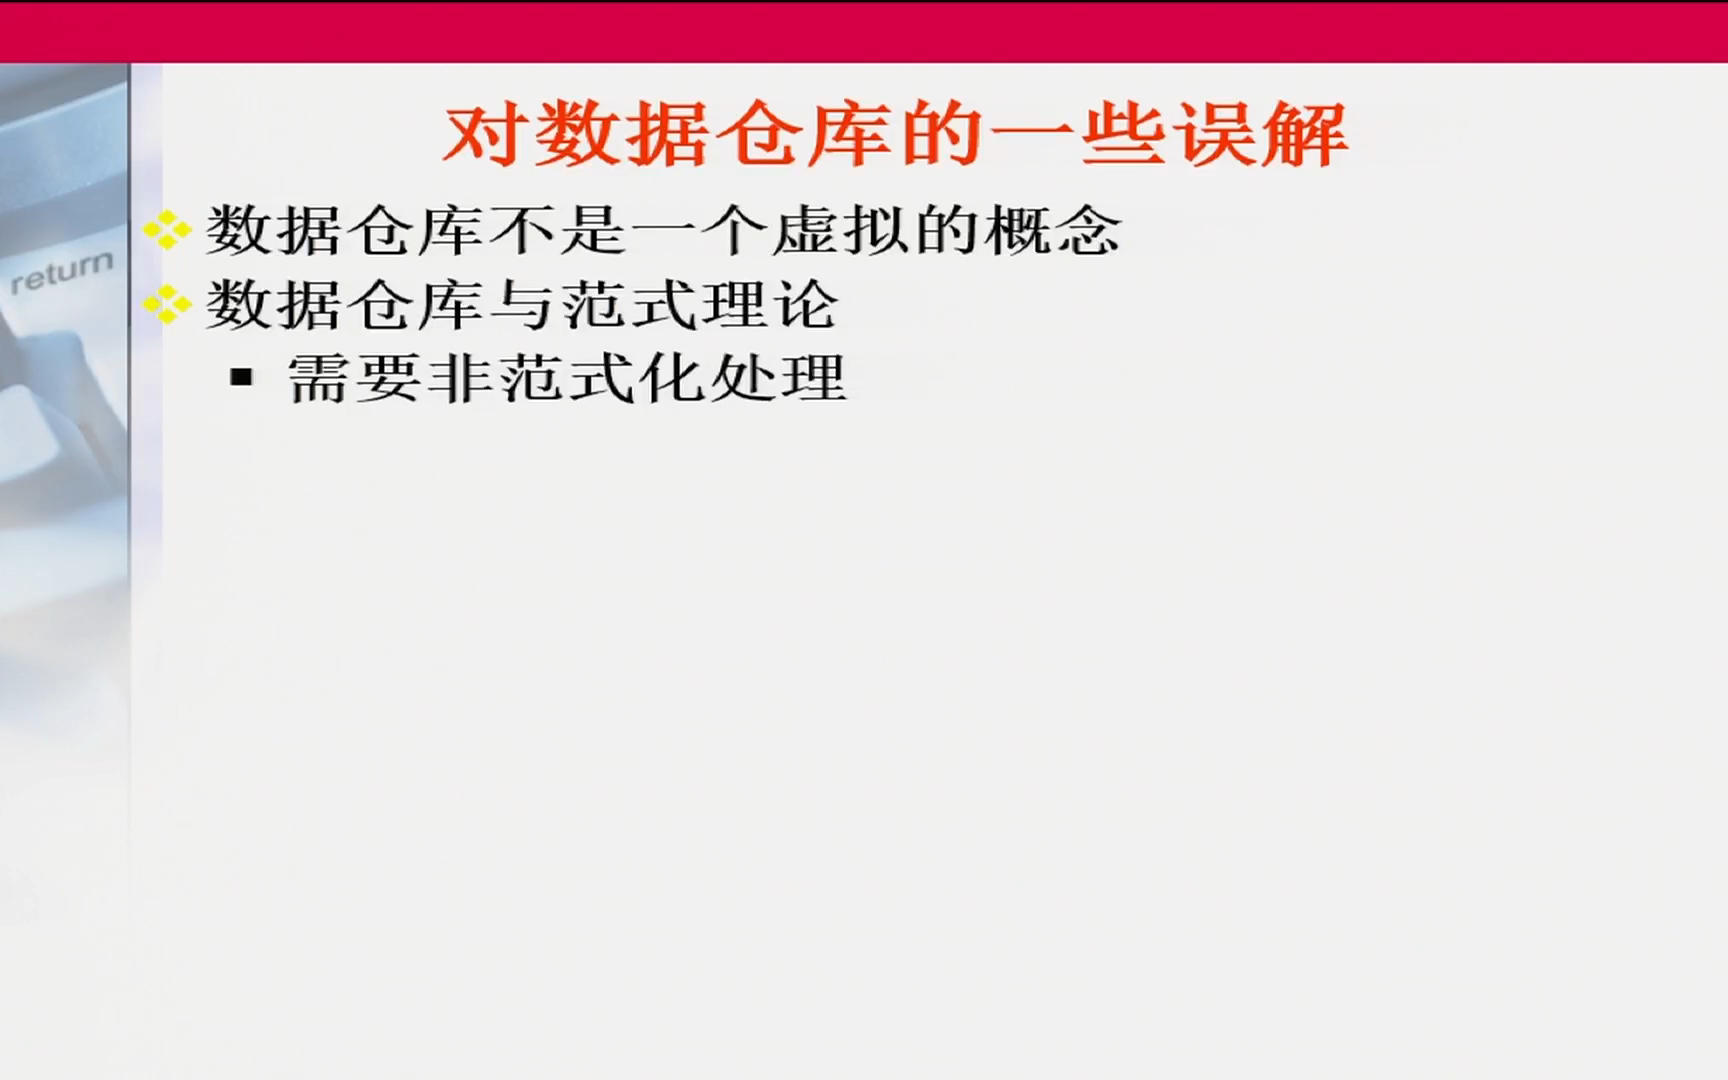 对数据仓库的一些误解
数据仓库不是一个虚拟的概念
return
数据仓库与范式理论
需要非范式化处理